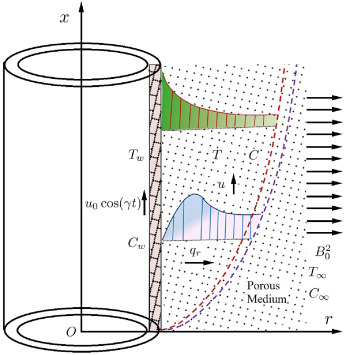 x
T_w T C
u
u_0 cos(γt)
C_w
q_r B_0^2
T_∞
Porous
Medium C_∞
O r